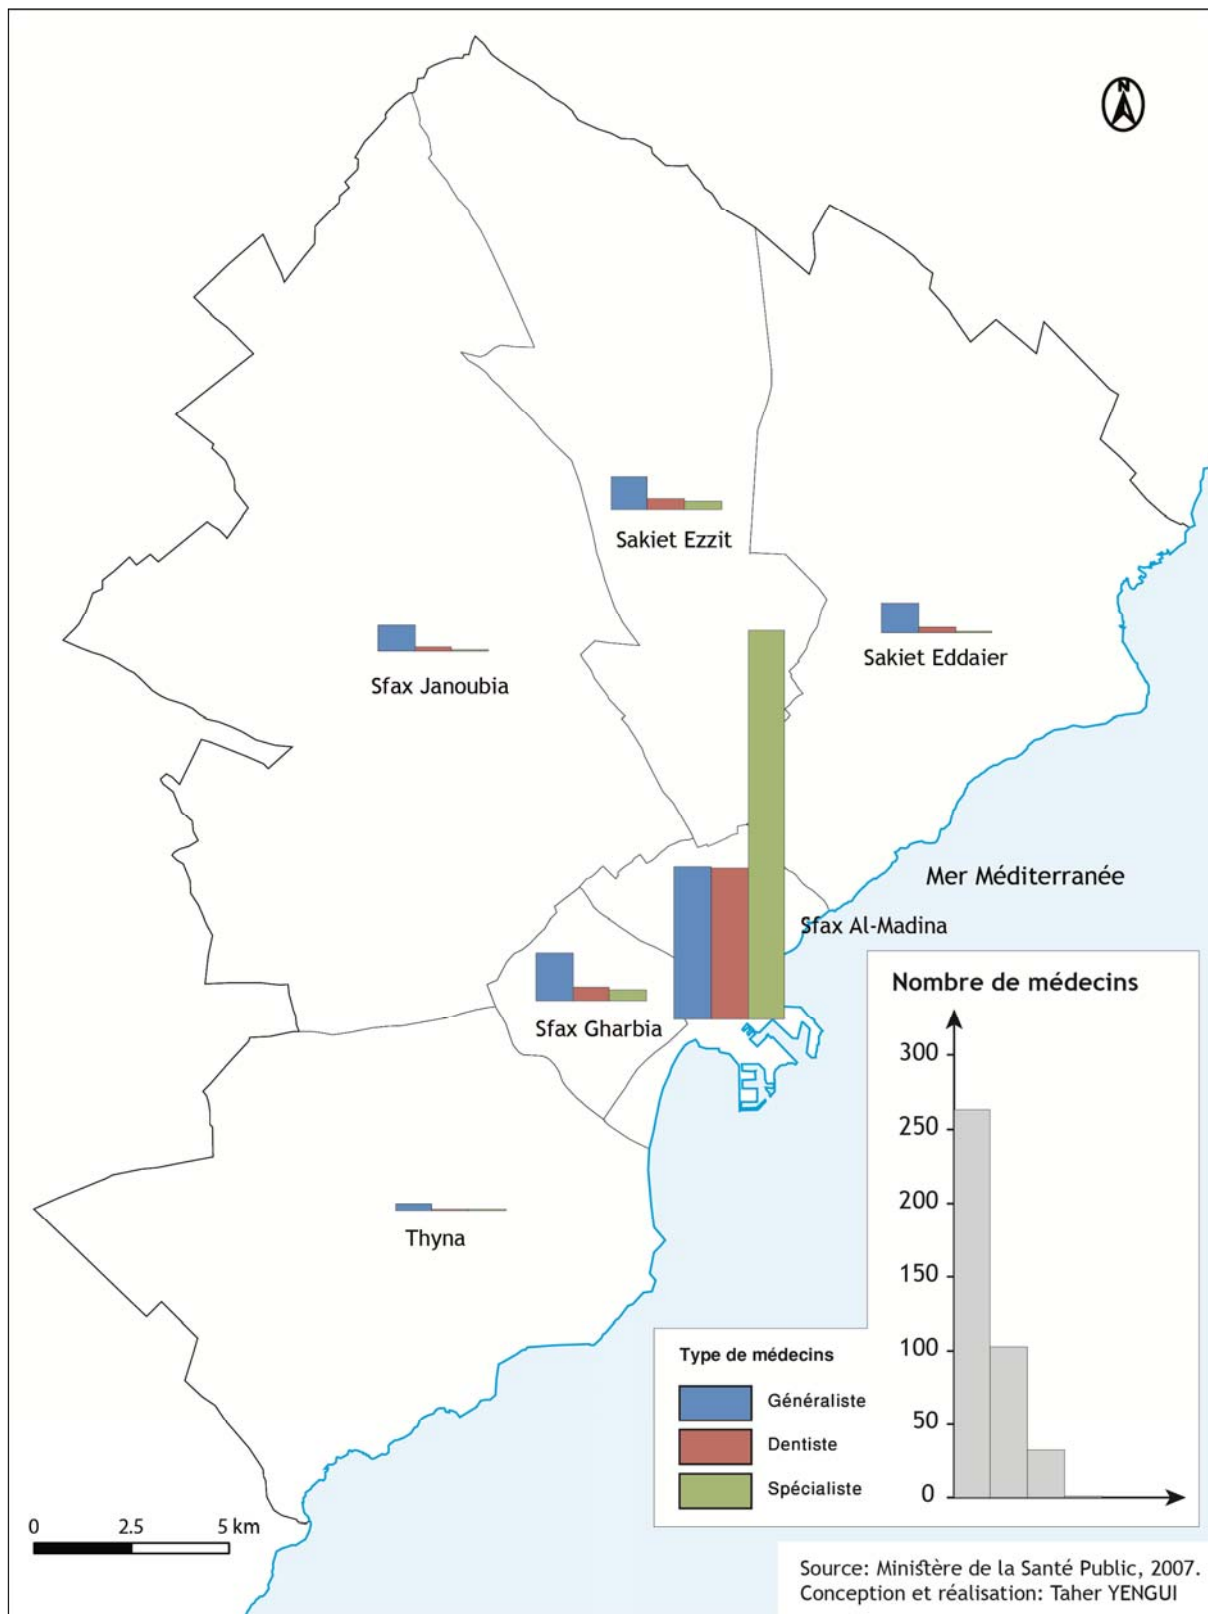 N
Sakiet Ezzit
Sakiet Eddaier
Sfax Janoubia
Mer Méditerranée
Sfax Al-Madina
Sfax Gharbia
Thyna
Nombre de médecins
300
250
200
150
100
50
0
Type de médecins
Généraliste
Dentiste
Spécialiste
0 2.5 5 km
Source: Ministère de la Santé Public, 2007.
Conception et réalisation: Taher YENGUI